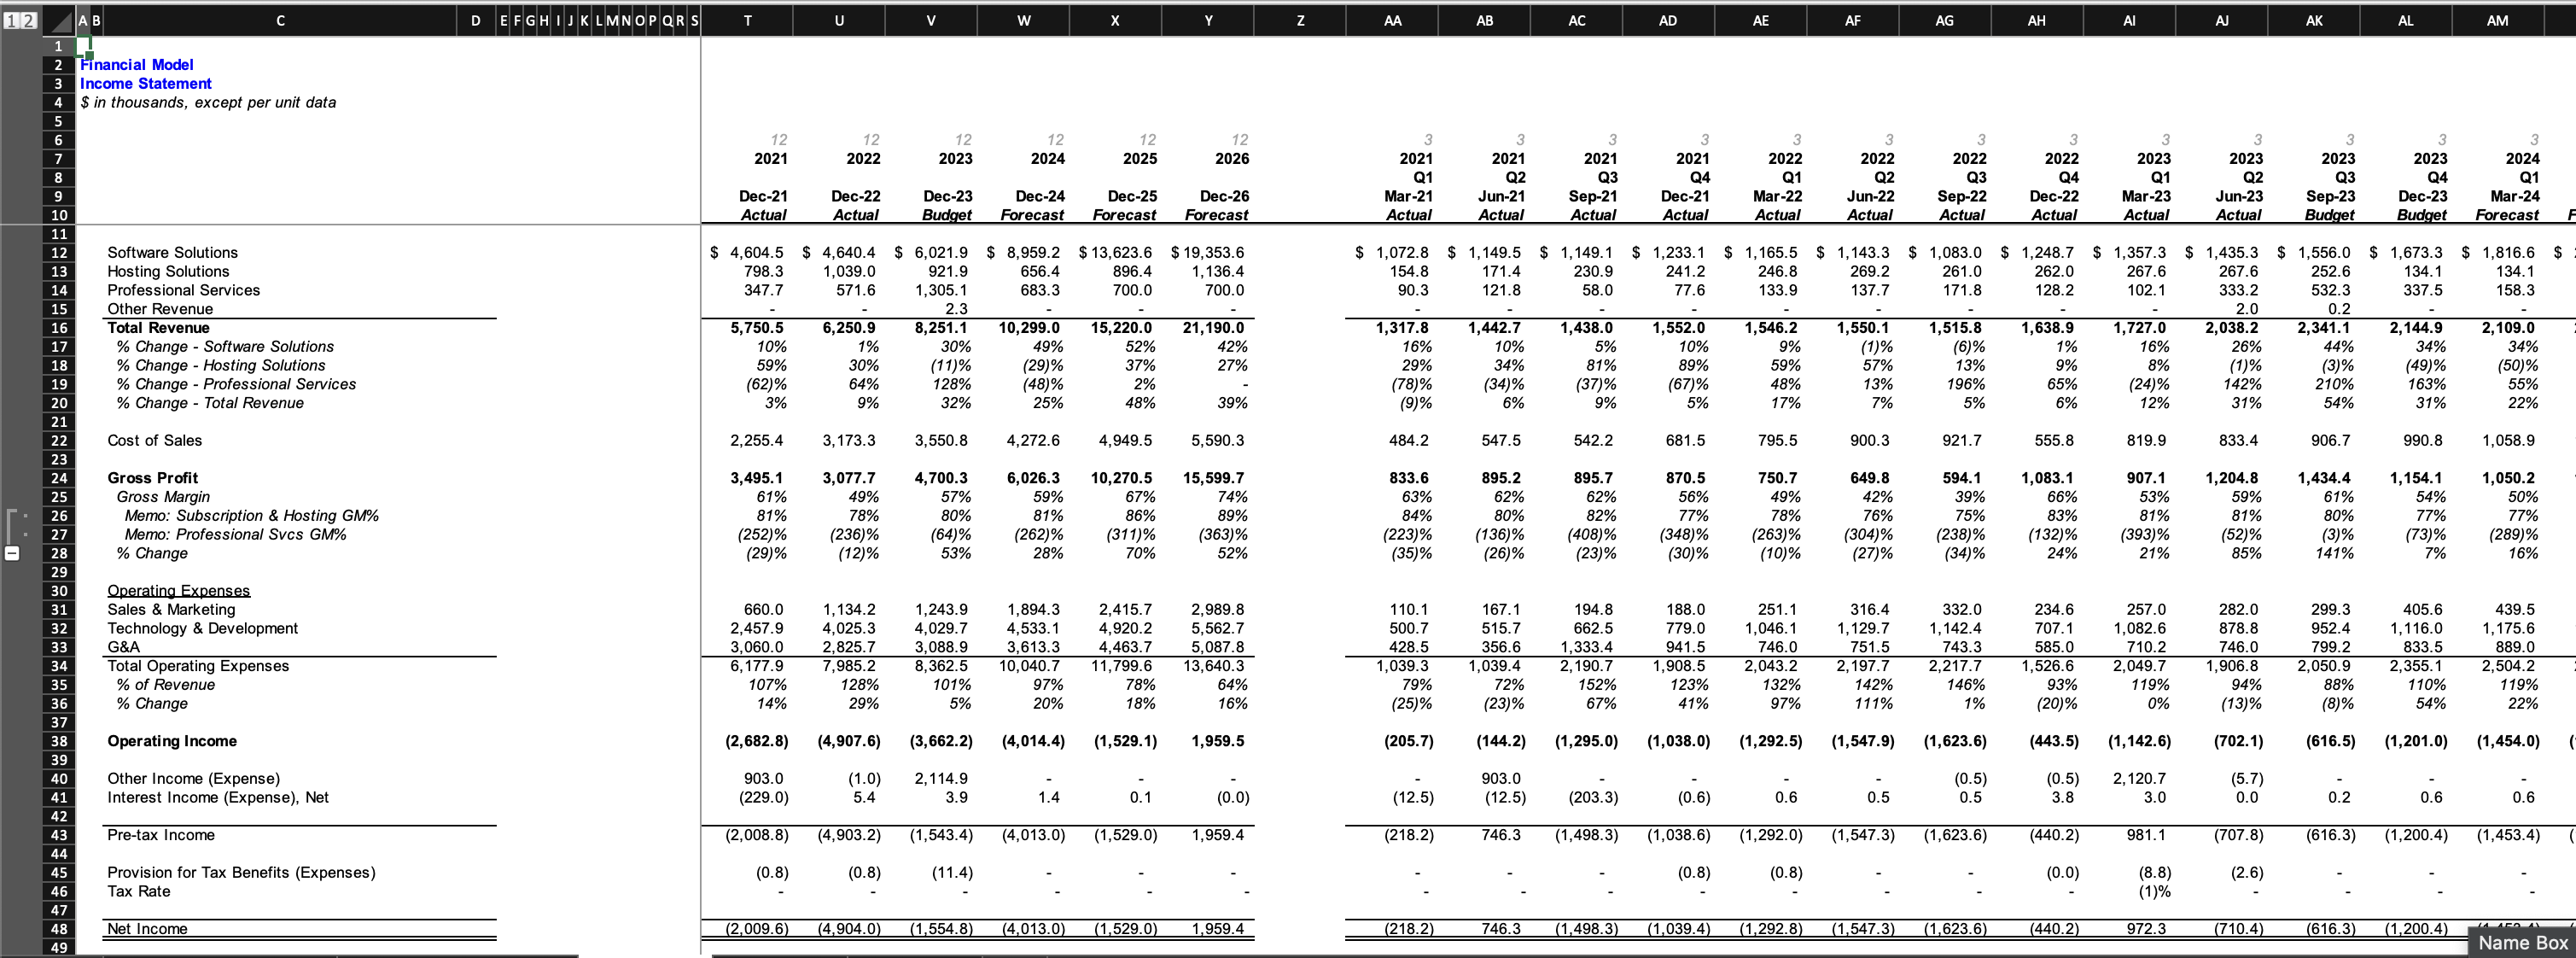 1 2 A B C D E F G H I J K L M N O P Q R S T U V W X Y Z AA AB AC AD AE AF AG AH AI AJ AK AL AM
1
2 Financial Model
3 Income Statement
4 $ in thousands, except per unit data
5
6 12 12 12 12 12 12 3 3 3 3 3 3 3 3 3 3 3 3 3
7 2021 2022 2023 2024 2025 2026 2021 2021 2021 2021 2022 2022 2022 2022 2023 2023 2023 2023 2024
8 Q1 Q2 Q3 Q4 Q1 Q2 Q3 Q4 Q1 Q2 Q3 Q4 Q1
9 Dec-21 Dec-22 Dec-23 Dec-24 Dec-25 Dec-26 Mar-21 Jun-21 Sep-21 Dec-21 Mar-22 Jun-22 Sep-22 Dec-22 Mar-23 Jun-23 Sep-23 Dec-23 Mar-24
10 Actual Actual Budget Forecast Forecast Forecast Actual Actual Actual Actual Actual Actual Actual Actual Actual Actual Budget Budget Forecast F
11
12 Software Solutions $ 4,604.5 $ 4,640.4 $ 6,021.9 $ 8,959.2 $ 13,623.6 $ 19,353.6 $ 1,072.8 $ 1,149.5 $ 1,149.1 $ 1,233.1 $ 1,165.5 $ 1,143.3 $ 1,083.0 $ 1,248.7 $ 1,357.3 $ 1,435.3 $ 1,556.0 $ 1,673.3 $ 1,816.6 $
13 Hosting Solutions 798.3 1,039.0 921.9 656.4 896.4 1,136.4 154.8 171.4 230.9 241.2 246.8 269.2 261.0 262.0 267.6 267.6 252.6 134.1 134.1
14 Professional Services 347.7 571.6 1,305.1 683.3 700.0 700.0 90.3 121.8 58.0 77.6 133.9 137.7 171.8 128.2 102.1 333.2 532.3 337.5 158.3
15 Other Revenue - - 2.3 - - - - - - - - - - - - 2.0 0.2 - -
16 Total Revenue 5,750.5 6,250.9 8,251.1 10,299.0 15,220.0 21,190.0 1,317.8 1,442.7 1,438.0 1,552.0 1,546.2 1,550.1 1,515.8 1,638.9 1,727.0 2,038.2 2,341.1 2,144.9 2,109.0
17 % Change - Software Solutions 10% 1% 30% 49% 52% 42% 16% 10% 5% 10% 9% (1)% (6)% 1% 16% 26% 44% 34% 34%
18 % Change - Hosting Solutions 59% 30% (11)% (29)% 37% 27% 29% 34% 81% 89% 59% 57% 13% 9% 8% (1)% (3)% (49)% (50)%
19 % Change - Professional Services (62)% 64% 128% (48)% 2% - (78)% (34)% (37)% (67)% 48% 13% 196% 65% (24)% 142% 210% 163% 55%
20 % Change - Total Revenue 3% 9% 32% 25% 48% 39% (9)% 6% 9% 5% 17% 7% 5% 6% 12% 31% 54% 31% 22%
21
22 Cost of Sales 2,255.4 3,173.3 3,550.8 4,272.6 4,949.5 5,590.3 484.2 547.5 542.2 681.5 795.5 900.3 921.7 555.8 819.9 833.4 906.7 990.8 1,058.9
23
24 Gross Profit 3,495.1 3,077.7 4,700.3 6,026.3 10,270.5 15,599.7 833.6 895.2 895.7 870.5 750.7 649.8 594.1 1,083.1 907.1 1,204.8 1,434.4 1,154.1 1,050.2
25 Gross Margin 61% 49% 57% 59% 67% 74% 63% 62% 62% 56% 49% 42% 39% 66% 53% 59% 61% 54% 50%
26 Memo: Subscription & Hosting GM% 81% 78% 80% 81% 86% 89% 84% 80% 82% 77% 78% 76% 75% 83% 81% 81% 80% 77% 77%
27 Memo: Professional Svcs GM% (252)% (236)% (64)% (262)% (311)% (363)% (223)% (136)% (408)% (348)% (263)% (304)% (238)% (132)% (393)% (52)% (3)% (73)% (289)%
28 % Change (29)% (12)% 53% 28% 70% 52% (35)% (26)% (23)% (30)% (10)% (27)% (34)% 24% 21% 85% 141% 7% 16%
29
30 Operating Expenses
31 Sales & Marketing 660.0 1,134.2 1,243.9 1,894.3 2,415.7 2,989.8 110.1 167.1 194.8 188.0 251.1 316.4 332.0 234.6 257.0 282.0 299.3 405.6 439.5
32 Technology & Development 2,457.9 4,025.3 4,029.7 4,533.1 4,920.2 5,562.7 500.7 515.7 662.5 779.0 1,046.1 1,129.7 1,142.4 707.1 1,082.6 878.8 952.4 1,116.0 1,175.6
33 G&A 3,060.0 2,825.7 3,088.9 3,613.3 4,463.7 5,087.8 428.5 356.6 1,333.4 941.5 746.0 751.5 743.3 585.0 710.2 746.0 799.2 833.5 889.0
34 Total Operating Expenses 6,177.9 7,985.2 8,362.5 10,040.7 11,799.6 13,640.3 1,039.3 1,039.4 2,190.7 1,908.5 2,043.2 2,197.7 2,217.7 1,526.6 2,049.7 1,906.8 2,050.9 2,355.1 2,504.2
35 % of Revenue 107% 128% 101% 97% 78% 64% 79% 72% 152% 123% 132% 142% 146% 93% 119% 94% 88% 110% 119%
36 % Change 14% 29% 5% 20% 18% 16% (25)% (23)% 67% 41% 97% 111% 1% (20)% 0% (13)% (8)% 54% 22%
37
38 Operating Income (2,682.8) (4,907.6) (3,662.2) (4,014.4) (1,529.1) 1,959.5 (205.7) (144.2) (1,295.0) (1,038.0) (1,292.5) (1,547.9) (1,623.6) (443.5) (1,142.6) (702.1) (616.5) (1,201.0) (1,454.0) (
39
40 Other Income (Expense) 903.0 (1.0) 2,114.9 - - - - 903.0 - - - - (0.5) (0.5) 2,120.7 (5.7) - - -
41 Interest Income (Expense), Net (229.0) 5.4 3.9 1.4 0.1 (0.0) (12.5) (12.5) (203.3) (0.6) 0.6 0.5 0.5 3.8 3.0 0.0 0.2 0.6 0.6
42
43 Pre-tax Income (2,008.8) (4,903.2) (1,543.4) (4,013.0) (1,529.0) 1,959.4 (218.2) 746.3 (1,498.3) (1,038.6) (1,292.0) (1,547.3) (1,623.6) (440.2) 981.1 (707.8) (616.3) (1,200.4) (1,453.4) (
44
45 Provision for Tax Benefits (Expenses) (0.8) (0.8) (11.4) - - - - - - (0.8) (0.8) - - (0.0) (8.8) (2.6) - - -
46 Tax Rate - - - - - - - - - - - - - - (1)% - - - -
47
48 Net Income (2,009.6) (4,904.0) (1,554.8) (4,013.0) (1,529.0) 1,959.4 (218.2) 746.3 (1,498.3) (1,039.4) (1,292.8) (1,547.3) (1,623.6) (440.2) 972.3 (710.4) (616.3) (1,200.4)
49
Name Box